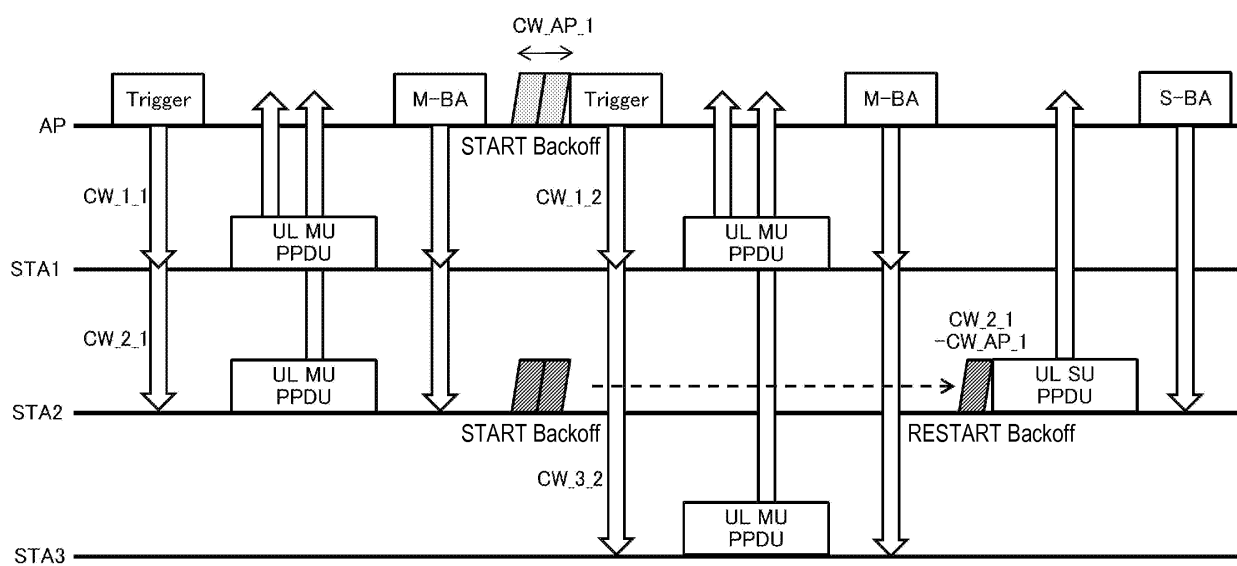 CW_AP_1
Trigger
M-BA
Trigger
M-BA
S-BA
AP
START Backoff
CW_1_1
CW_1_2
UL MU
PPDU
UL MU
PPDU
STA1
CW_2_1
CW_2_1
-CW_AP_1
UL MU
PPDU
UL SU
PPDU
STA2
START Backoff
RESTART Backoff
CW_3_2
UL MU
PPDU
STA3